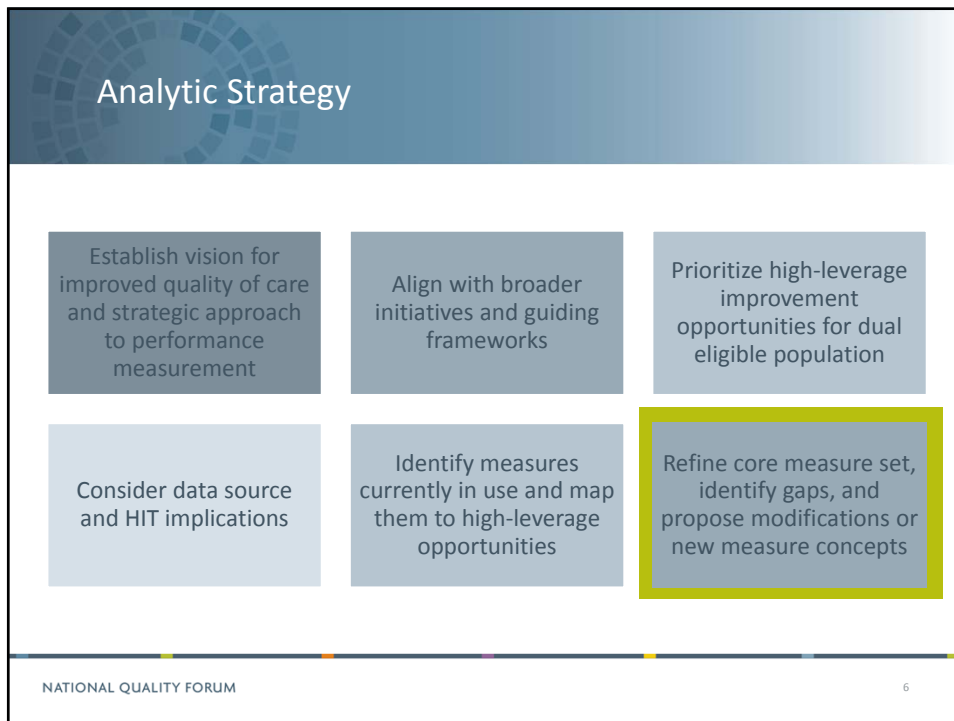 Analytic Strategy
Establish vision for
improved quality of care
and strategic approach
to performance
measurement
Align with broader
initiatives and guiding
frameworks
Prioritize high-leverage
improvement
opportunities for dual
eligible population
Consider data source
and HIT implications
Identify measures
currently in use and map
them to high-leverage
opportunities
Refine core measure set,
identify gaps, and
propose modifications or
new measure concepts
NATIONAL QUALITY FORUM
6